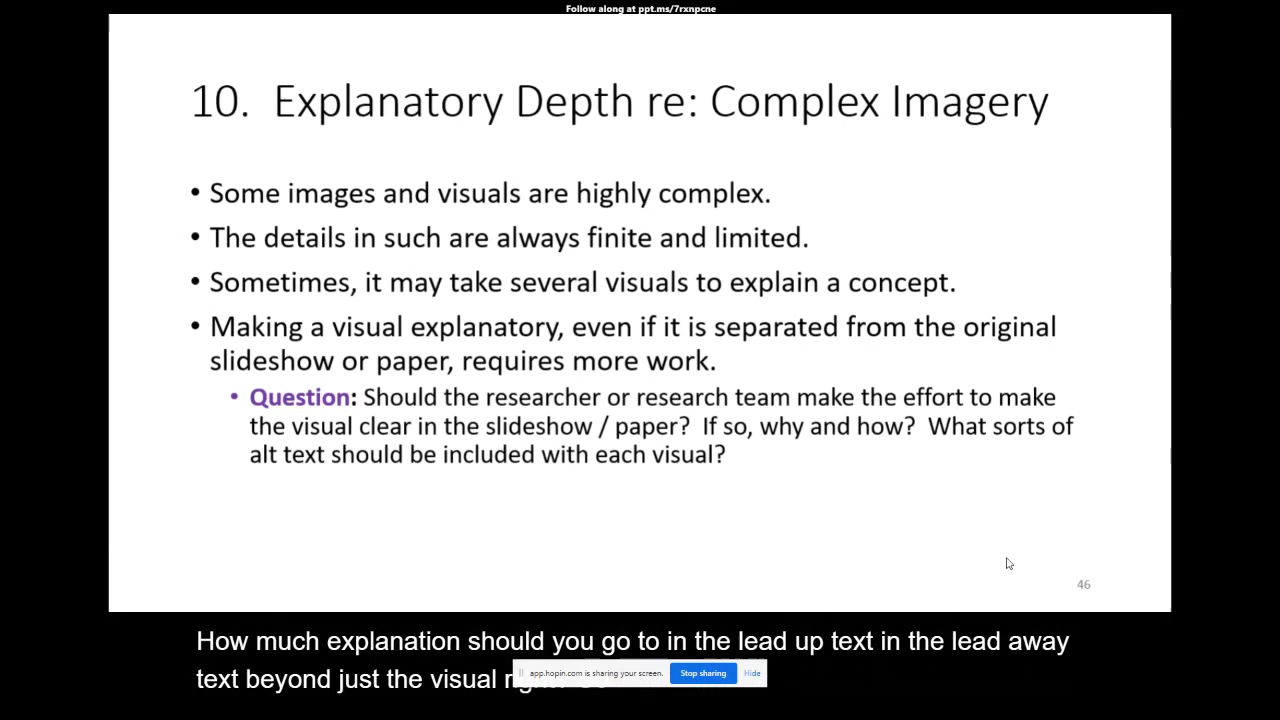 Follow along at ppt.ms/7rxnpcne
10. Explanatory Depth re: Complex Imagery
• Some images and visuals are highly complex.
• The details in such are always finite and limited.
• Sometimes, it may take several visuals to explain a concept.
• Making a visual explanatory, even if it is separated from the original
slideshow or paper, requires more work.
• Question: Should the researcher or research team make the effort to make
the visual clear in the slideshow / paper? If so, why and how? What sorts of
alt text should be included with each visual?
46
How much explanation should you go to in the lead up text in the lead away
text beyond just the visual
app.hopin.com is sharing your screen. Stop sharing Hide